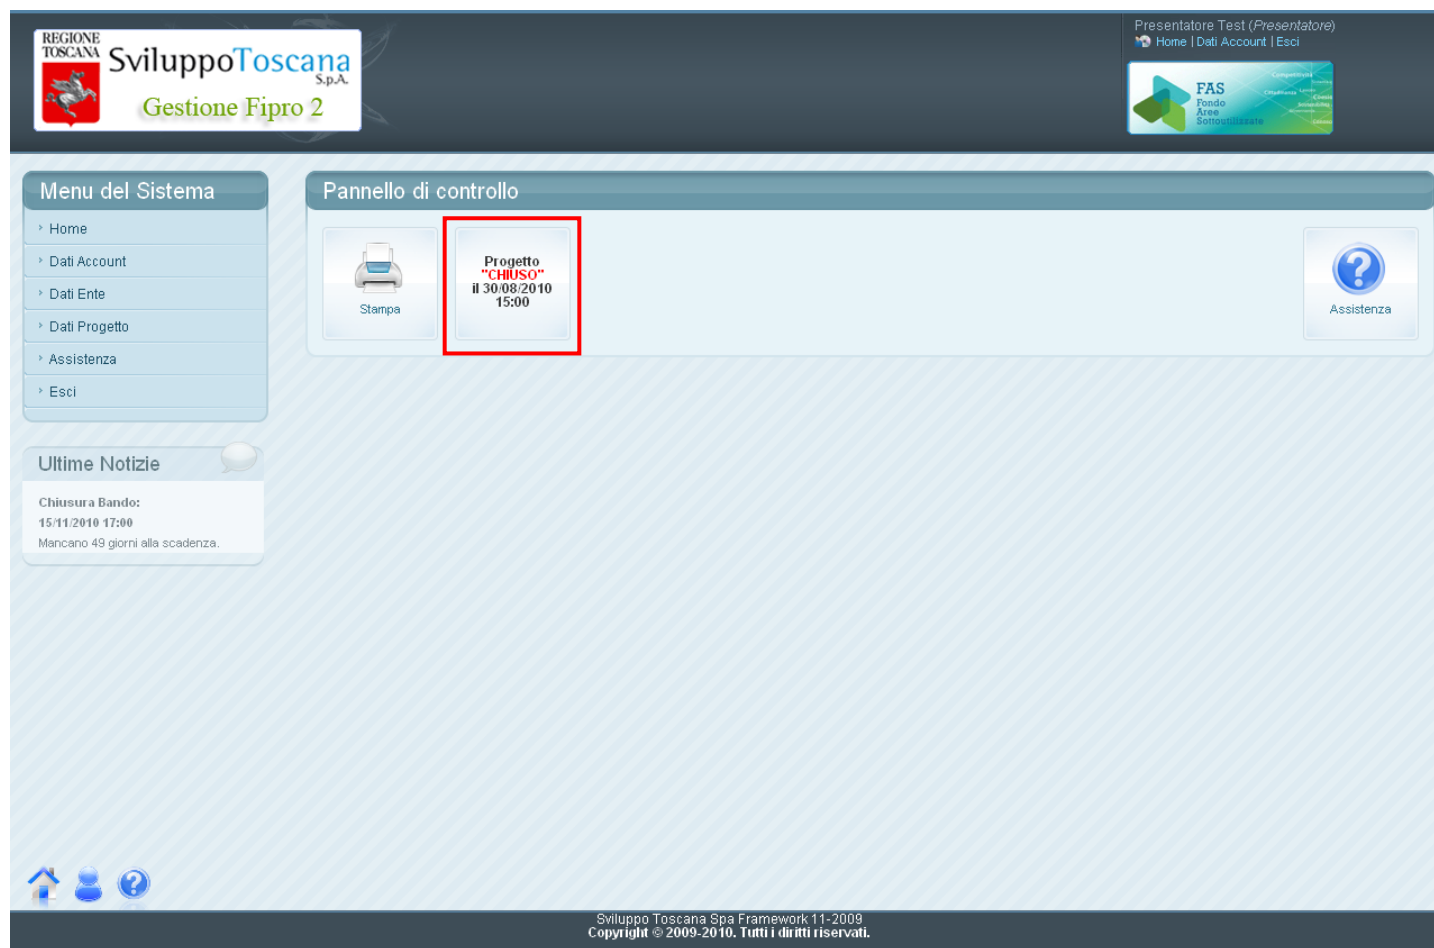 REGIONE
TOSCANA
SviluppoToscana
S.p.A.
Gestione Fipro 2
Presentatore Test (Presentatore)
Home | Dati Account | Esci
FAS
Fondo
Aree
Sottoutilizzate
Competitività
Menu del Sistema
Home
Dati Account
Dati Ente
Dati Progetto
Assistenza
Esci
Pannello di controllo
Stampa
Progetto
"CHIUSO"
il 30/08/2010
15:00
Assistenza
Ultime Notizie
Chiusura Bando:
15/11/2010 17:00
Mancano 49 giorni alla scadenza.
Sviluppo Toscana Spa Framework 11-2009
Copyright © 2009-2010. Tutti i diritti riservati.